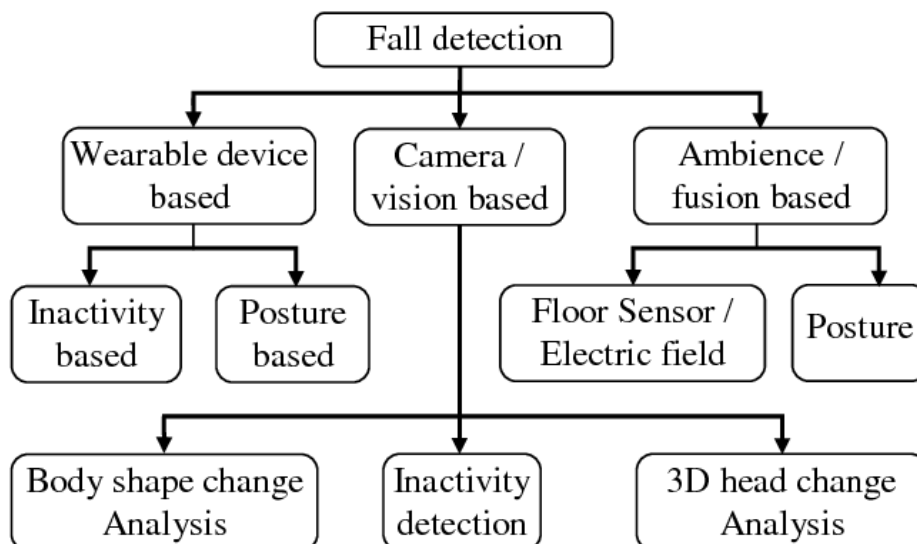 Fall detection
Wearable device
based
Camera /
vision based
Ambience /
fusion based
Inactivity
based
Posture
based
Floor Sensor /
Electric field
Posture
Body shape change
Analysis
Inactivity
detection
3D head change
Analysis